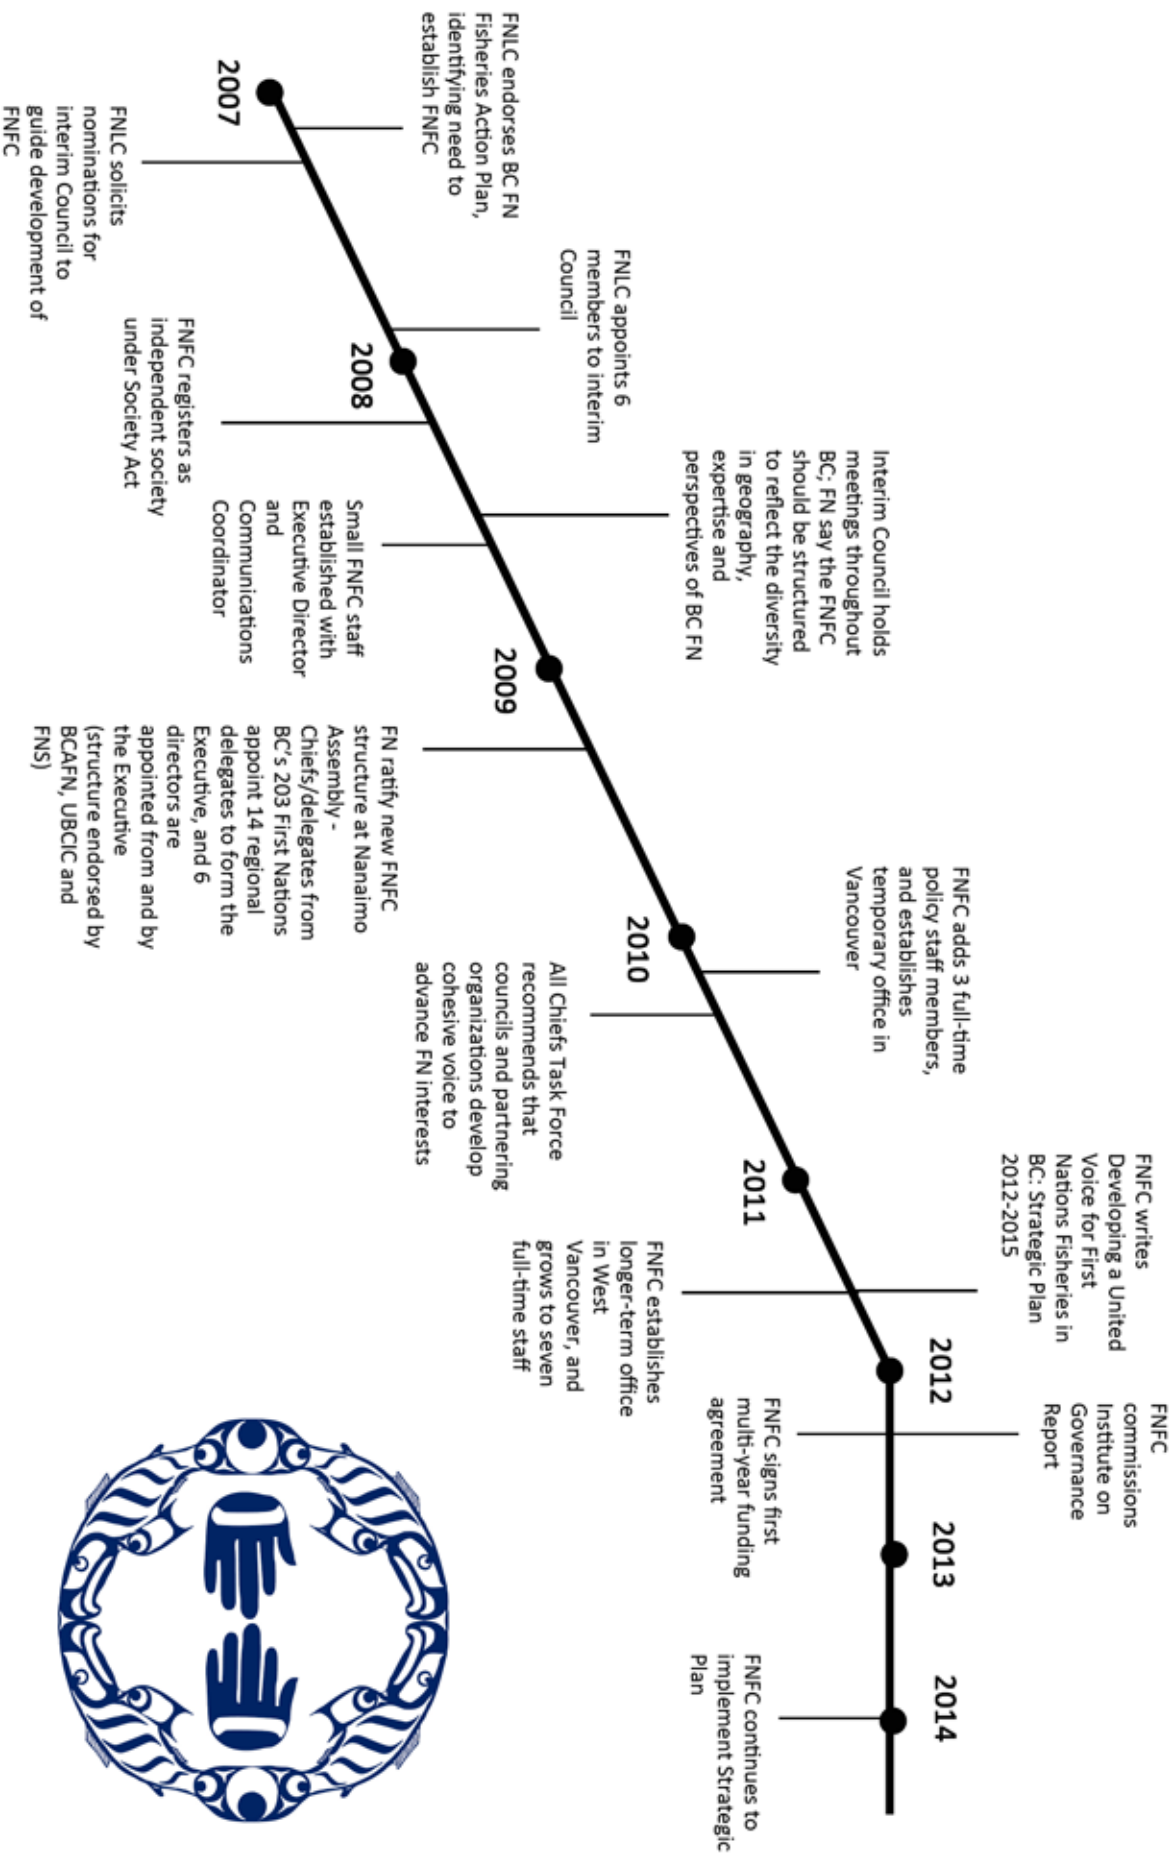 FNLC endorses BC FN
Fisheries Action Plan,
identifying need to
establish FNFC
2007
FNLC solicits
nominations for
interim Council to
guide development of
FNFC
FNLC appoints 6
members to interim
Council
2008
FNFC registers as
independent society
under Society Act
Interim Council holds
meetings throughout
BC; FN say the FNFC
should be structured
to reflect the diversity
in geography,
expertise and
perspectives of BC FN
Small FNFC staff
established with
Executive Director
and
Communications
Coordinator
2009
FN ratify new FNFC
structure at Nanaimo
Assembly -
Chiefs/delegates from
BC's 203 First Nations
appoint 14 regional
delegates to form the
Executive, and 6
directors are
appointed from and by
the Executive
(structure endorsed by
BCAFN, UBCIC and
FNS)
2010
FNFC adds 3 full-time
policy staff members,
and establishes
temporary office in
Vancouver
All Chiefs Task Force
recommends that
councils and partnering
organizations develop
cohesive voice to
advance FN interests
2011
FNFC writes
Developing a United
Voice for First
Nations Fisheries in
BC: Strategic Plan
2012-2015
FNFC establishes
longer-term office
in West
Vancouver, and
grows to seven
full-time staff
2012
FNFC
commissions
Institute on
Governance
Report
FNFC signs first
multi-year funding
agreement
2013
2014
FNFC continues to
implement Strategic
Plan